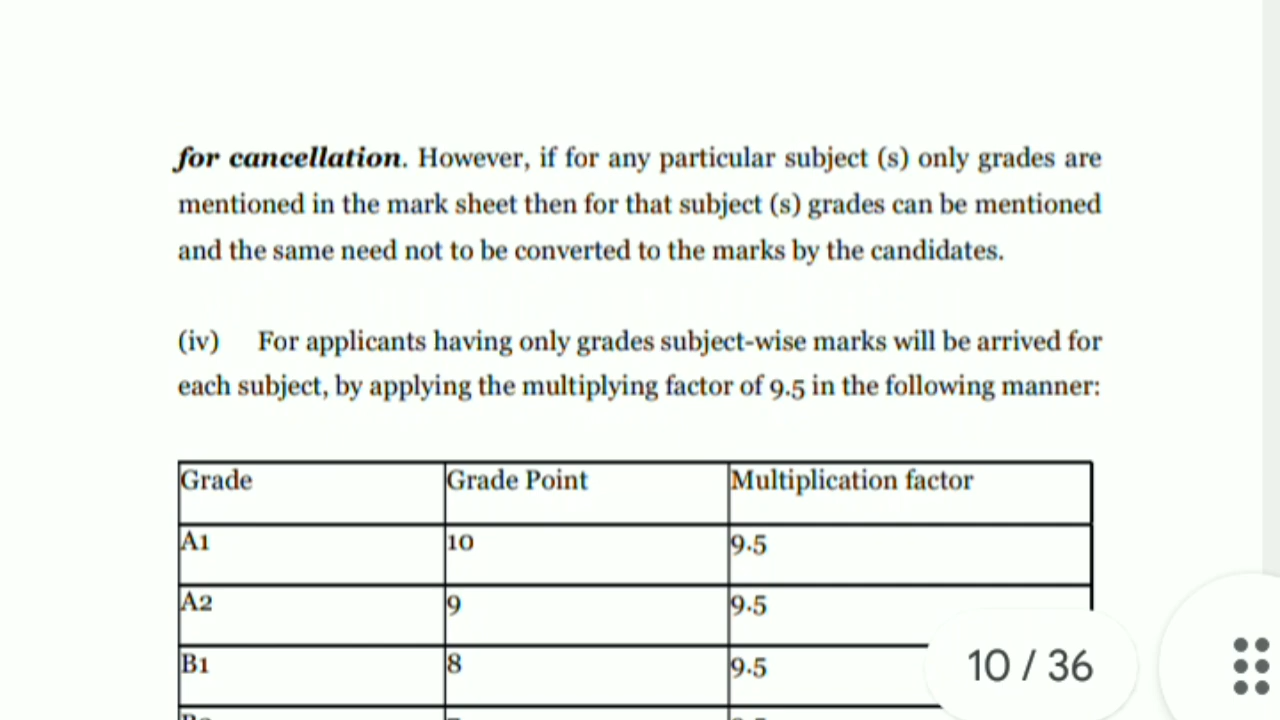 for cancellation. However, if for any particular subject (s) only grades are
mentioned in the mark sheet then for that subject (s) grades can be mentioned
and the same need not to be converted to the marks by the candidates.
(iv) For applicants having only grades subject-wise marks will be arrived for
each subject, by applying the multiplying factor of 9.5 in the following manner:
Grade Grade Point Multiplication factor
A1 10 9.5
A2 9 9.5
B1 8 9.5
10 / 36